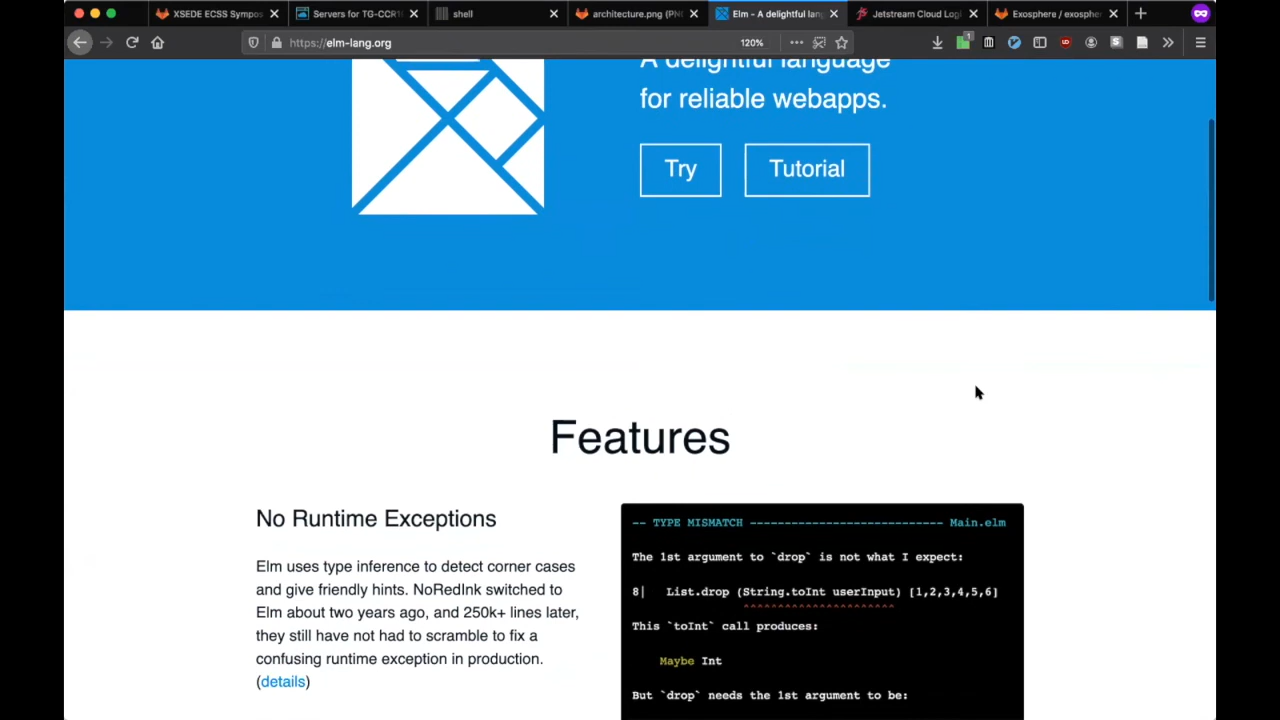 XSEDE ECSS Sympos
Servers for TG-CCR1
shell
architecture.png (PN
Elm - A delightful lan
Jetstream Cloud Logi
Exosphere / exosphe
https://elm-lang.org
120%
1
A delightful language
for reliable webapps.
Try
Tutorial
Features
No Runtime Exceptions
Elm uses type inference to detect corner cases
and give friendly hints. NoRedInk switched to
Elm about two years ago, and 250k+ lines later,
they still have not had to scramble to fix a
confusing runtime exception in production.
(details)
-- TYPE MISMATCH ---------------------------- Main.elm
The 1st argument to `drop` is not what I expect:
8| List.drop (String.toInt userInput) [1,2,3,4,5,6]
^^^^^^^^^^^^^^^^^^^^^^
This `toInt` call produces:
Maybe Int
But `drop` needs the 1st argument to be: